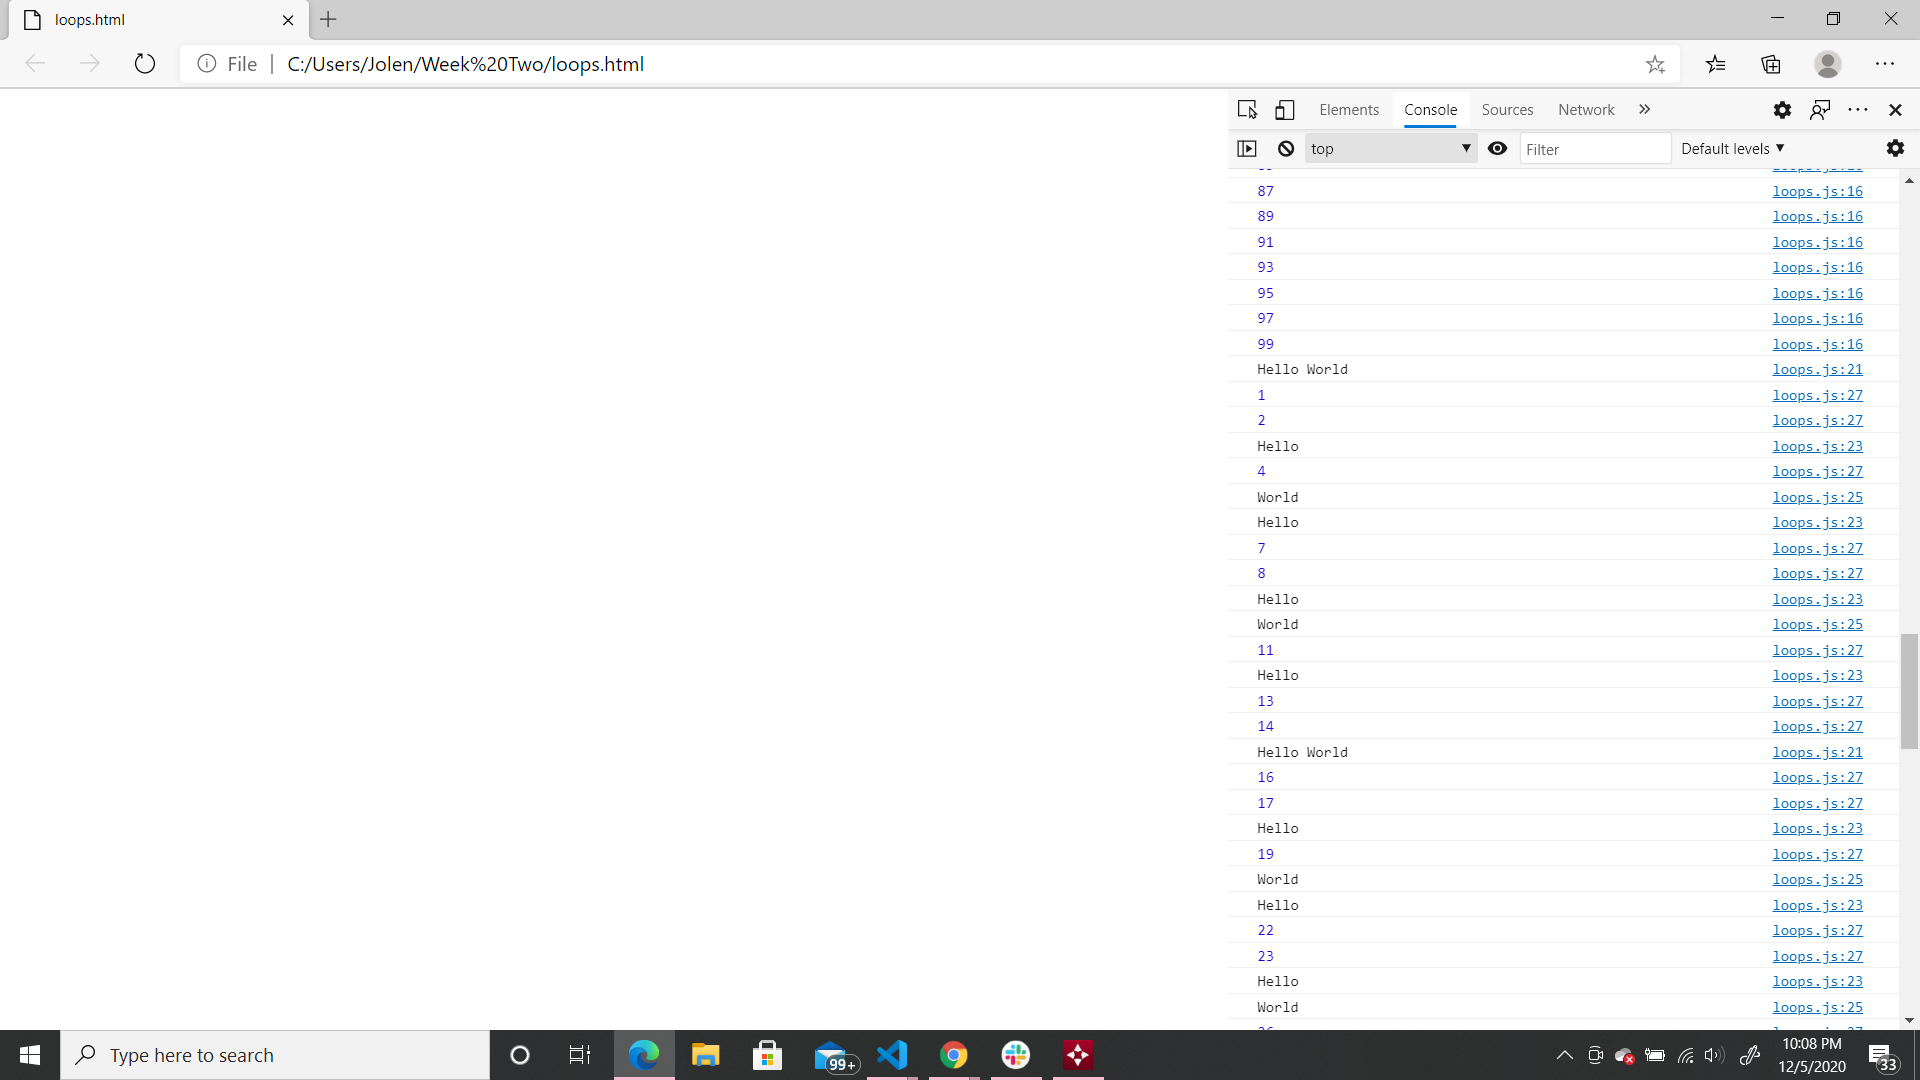 loops.html
File | C:/Users/Jolen/Week%20Two/loops.html
Elements Console Sources Network
top Filter Default levels
87 loops.js:16
89 loops.js:16
91 loops.js:16
93 loops.js:16
95 loops.js:16
97 loops.js:16
99 loops.js:16
Hello World loops.js:21
1 loops.js:27
2 loops.js:27
Hello loops.js:23
4 loops.js:27
World loops.js:25
Hello loops.js:23
7 loops.js:27
8 loops.js:27
Hello loops.js:23
World loops.js:25
11 loops.js:27
Hello loops.js:23
13 loops.js:27
14 loops.js:27
Hello World loops.js:21
16 loops.js:27
17 loops.js:27
Hello loops.js:23
19 loops.js:27
World loops.js:25
Hello loops.js:23
22 loops.js:27
23 loops.js:27
Hello loops.js:23
World loops.js:25
Type here to search
99+
10:08 PM
12/5/2020
33